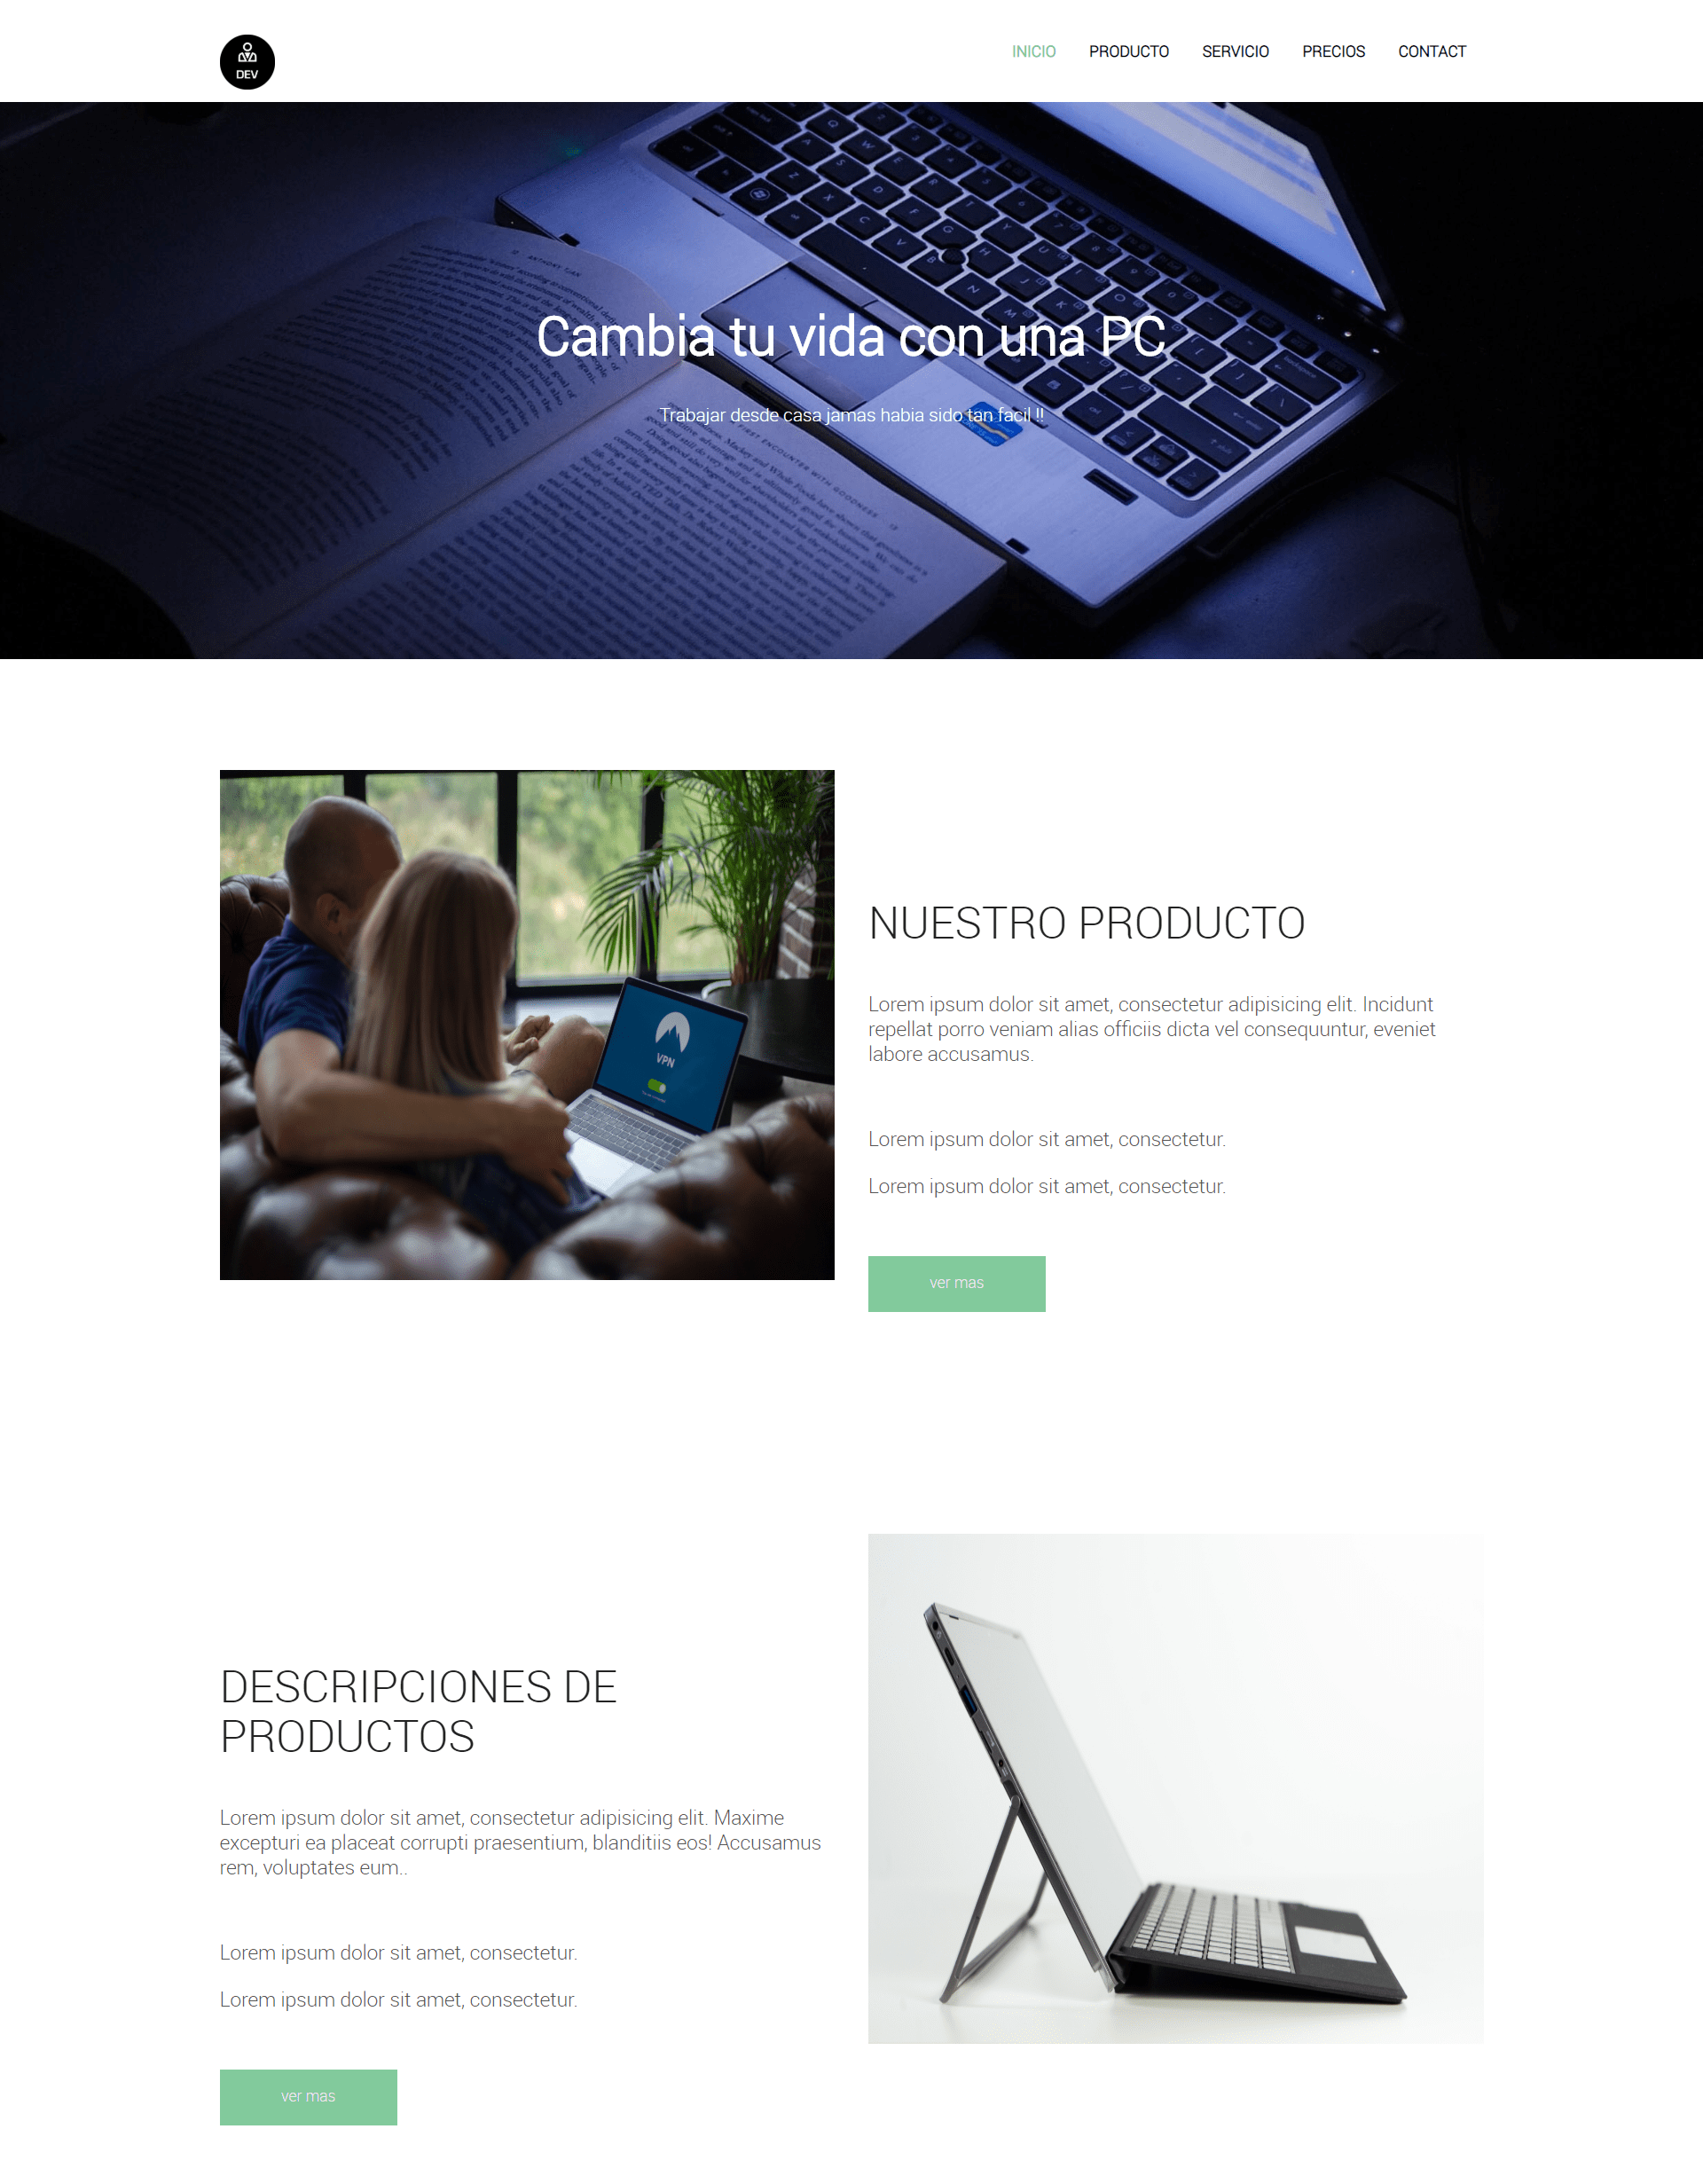 DEV
INICIO PRODUCTO SERVICIO PRECIOS CONTACT
Cambia tu vida con una PC
Trabajar desde casa jamas habia sido tan facil !!
NUESTRO PRODUCTO
Lorem ipsum dolor sit amet, consectetur adipisicing elit. Incidunt
repellat porro veniam alias officiis dicta vel consequuntur, eveniet
labore accusamus.
VPN
Lorem ipsum dolor sit amet, consectetur.
Lorem ipsum dolor sit amet, consectetur.
ver mas
DESCRIPCIONES DE
PRODUCTOS
Lorem ipsum dolor sit amet, consectetur adipisicing elit. Maxime
excepturi ea placeat corrupti praesentium, blanditiis eos! Accusamus
rem, voluptates eum..
Lorem ipsum dolor sit amet, consectetur.
Lorem ipsum dolor sit amet, consectetur.
ver mas